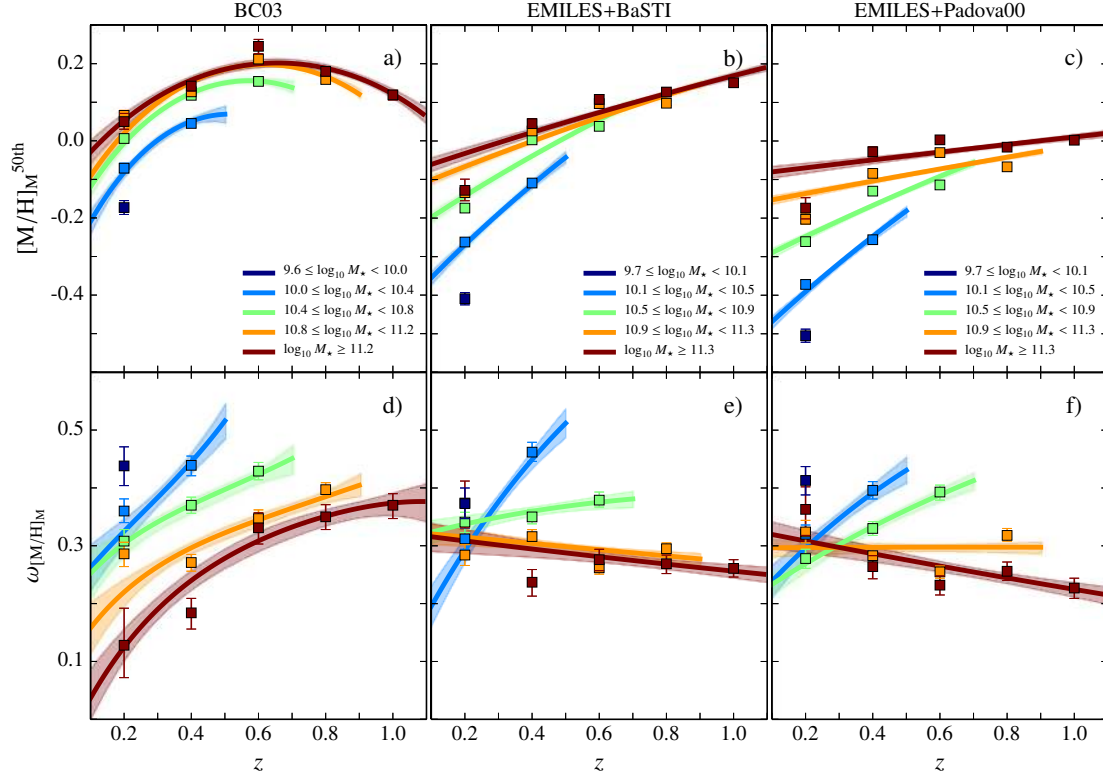 BC03 EMILES+BaSTI EMILES+Padova00
a) b) c)
[M/H]_M^50th
0.2
0.0
-0.2
-0.4
9.6 ≤ log₁₀ M⋆ < 10.0
10.0 ≤ log₁₀ M⋆ < 10.4
10.4 ≤ log₁₀ M⋆ < 10.8
10.8 ≤ log₁₀ M⋆ < 11.2
log₁₀ M⋆ ≥ 11.2
9.7 ≤ log₁₀ M⋆ < 10.1
10.1 ≤ log₁₀ M⋆ < 10.5
10.5 ≤ log₁₀ M⋆ < 10.9
10.9 ≤ log₁₀ M⋆ < 11.3
log₁₀ M⋆ ≥ 11.3
9.7 ≤ log₁₀ M⋆ < 10.1
10.1 ≤ log₁₀ M⋆ < 10.5
10.5 ≤ log₁₀ M⋆ < 10.9
10.9 ≤ log₁₀ M⋆ < 11.3
log₁₀ M⋆ ≥ 11.3
d) e) f)
ω_[M/H]_M
0.5
0.3
0.1
0.2 0.4 0.6 0.8 1.0 0.2 0.4 0.6 0.8 1.0 0.2 0.4 0.6 0.8 1.0
z z z